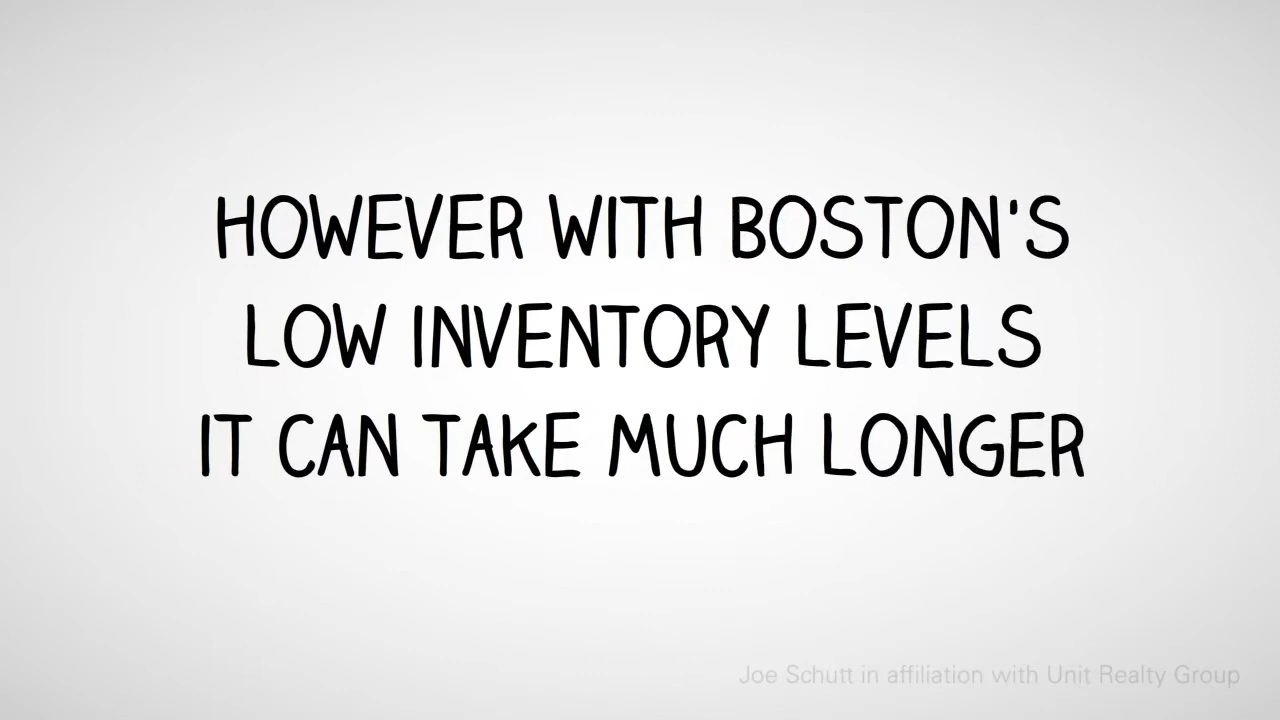 HOWEVER WITH BOSTON'S
LOW INVENTORY LEVELS
IT CAN TAKE MUCH LONGER
Joe Schutt in affiliation with Unit Realty Group